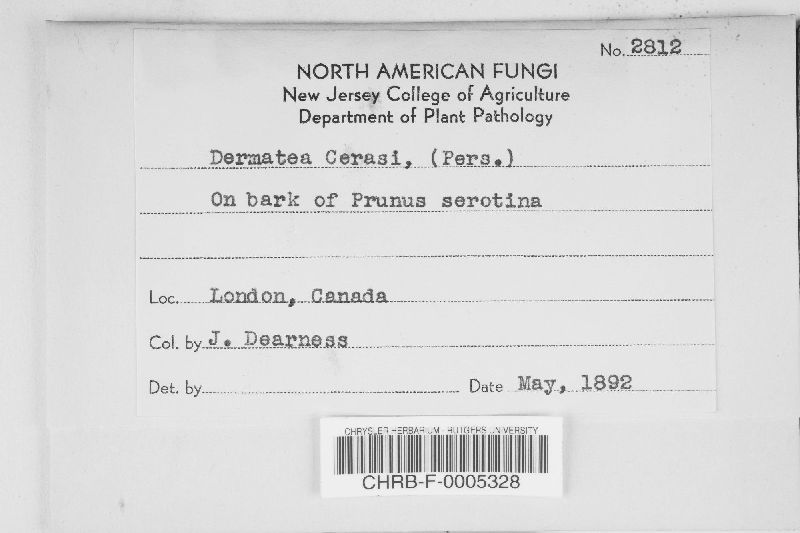 No. 2812
NORTH AMERICAN FUNGI
New Jersey College of Agriculture
Department of Plant Pathology
Dermatea Cerasi, (Pers.)
On bark of Prunus serotina
Loc. London, Canada
Col. by J. Dearness
Det. by Date May, 1892
CHRYSLER HERBARIUM - RUTGERS UNIVERSITY
CHRB-F-0005328